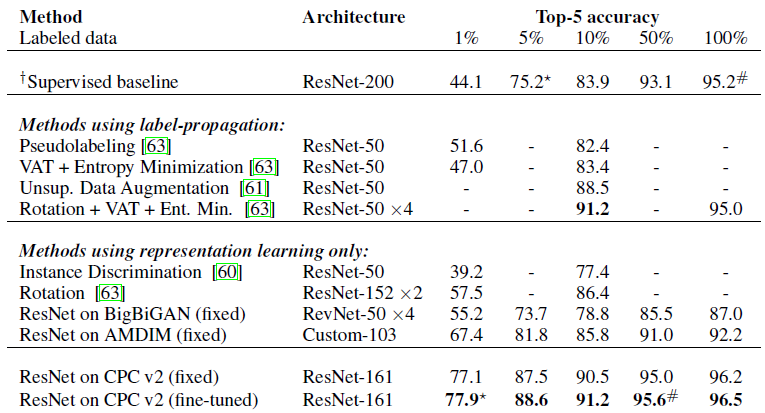 Method Architecture Top-5 accuracy
Labeled data 1% 5% 10% 50% 100%
†Supervised baseline ResNet-200 44.1 75.2* 83.9 93.1 95.2#
Methods using label-propagation:
Pseudolabeling [63] ResNet-50 51.6 - 82.4 - -
VAT + Entropy Minimization [63] ResNet-50 47.0 - 83.4 - -
Unsup. Data Augmentation [61] ResNet-50 - - 88.5 - -
Rotation + VAT + Ent. Min. [63] ResNet-50 ×4 - - 91.2 - 95.0
Methods using representation learning only:
Instance Discrimination [60] ResNet-50 39.2 - 77.4 - -
Rotation [63] ResNet-152 ×2 57.5 - 86.4 - -
ResNet on BigBiGAN (fixed) RevNet-50 ×4 55.2 73.7 78.8 85.5 87.0
ResNet on AMDIM (fixed) Custom-103 67.4 81.8 85.8 91.0 92.2
ResNet on CPC v2 (fixed) ResNet-161 77.1 87.5 90.5 95.0 96.2
ResNet on CPC v2 (fine-tuned) ResNet-161 77.9* 88.6 91.2 95.6# 96.5